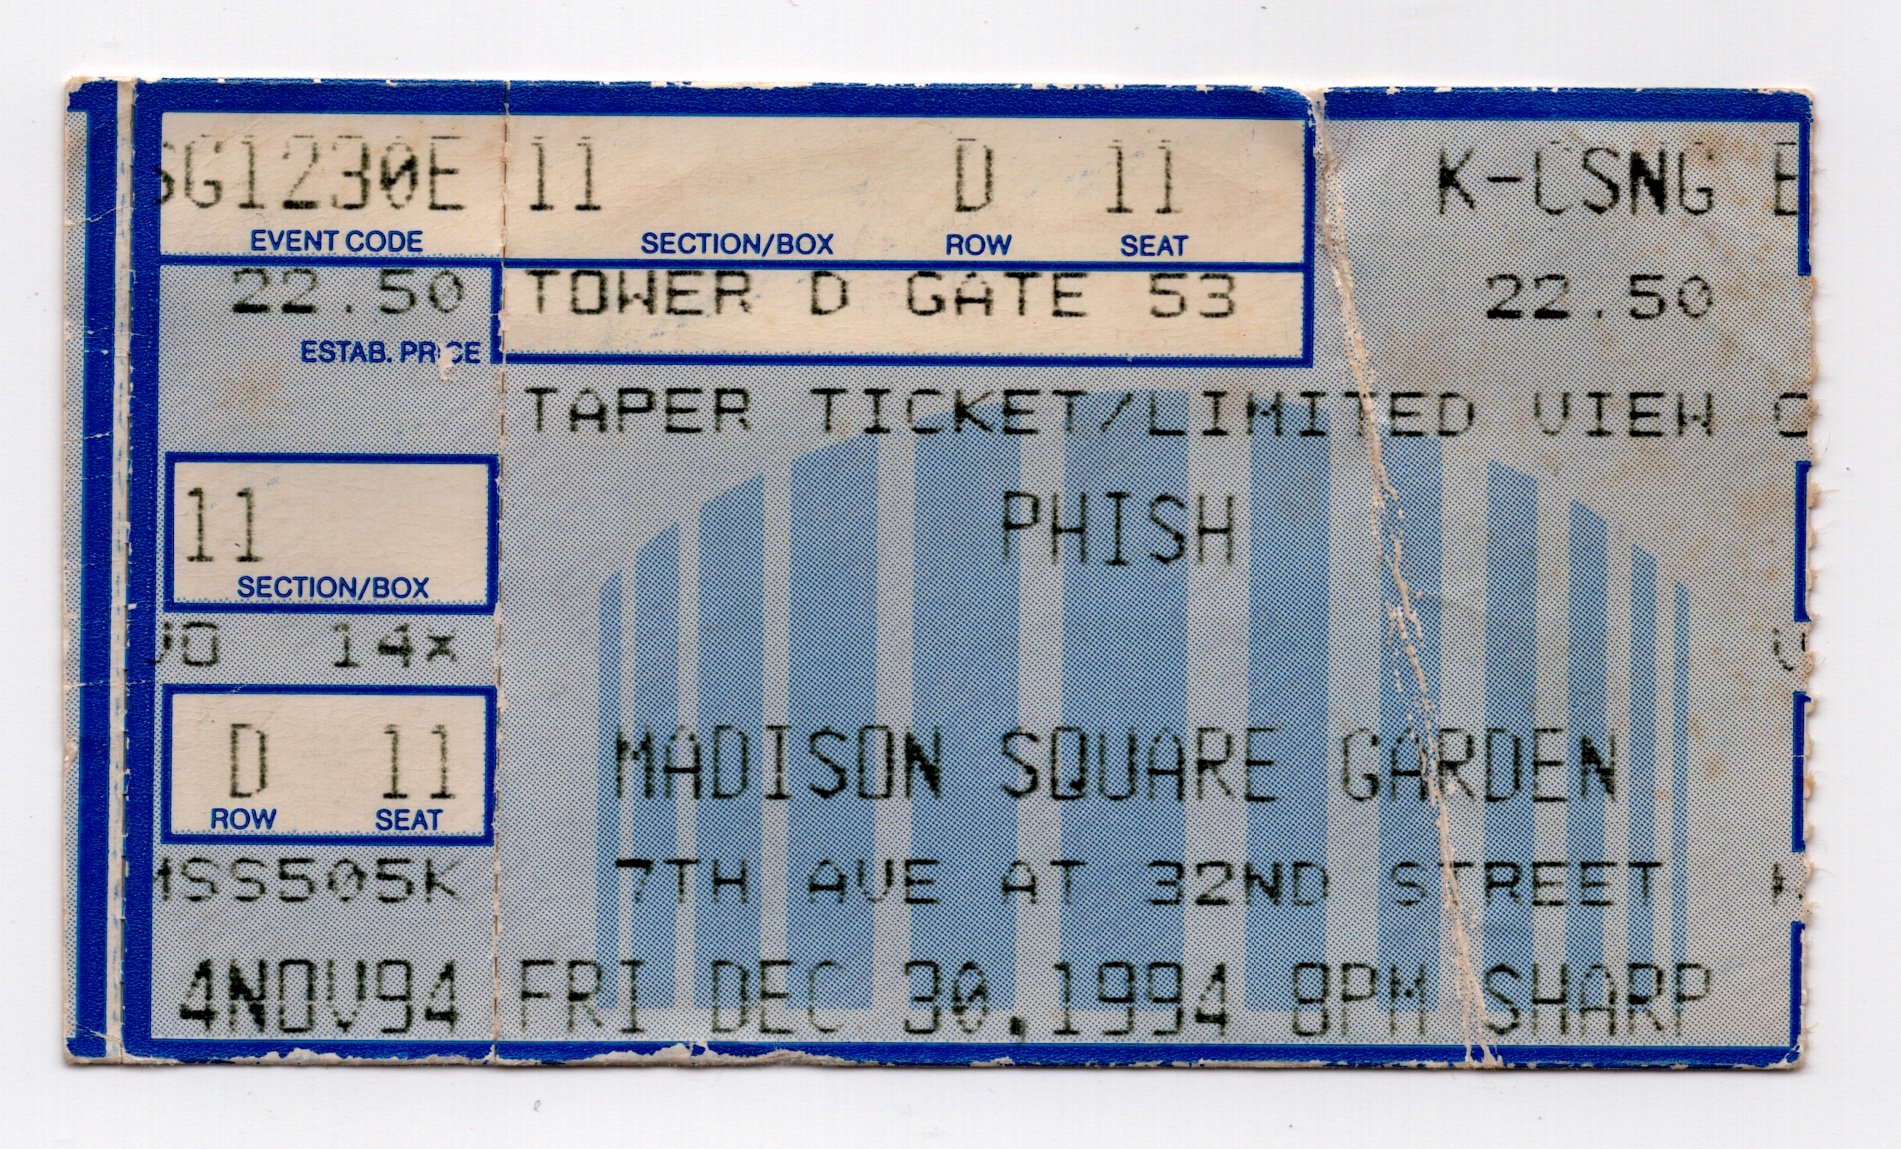 SG1230E 11 D 11 K-CSNG E
EVENT CODE SECTION/BOX ROW SEAT
22.50 TOWER D GATE 53 22.50
ESTAB. PRICE
TAPER TICKET/LIMITED VIEW
11 PHISH
SECTION/BOX
14×
D 11 MADISON SQUARE GARDEN
ROW SEAT
MSS505K 7TH AVE AT 32ND STREET
4NOV94 FRI DEC 30,1994 8PM SHARP